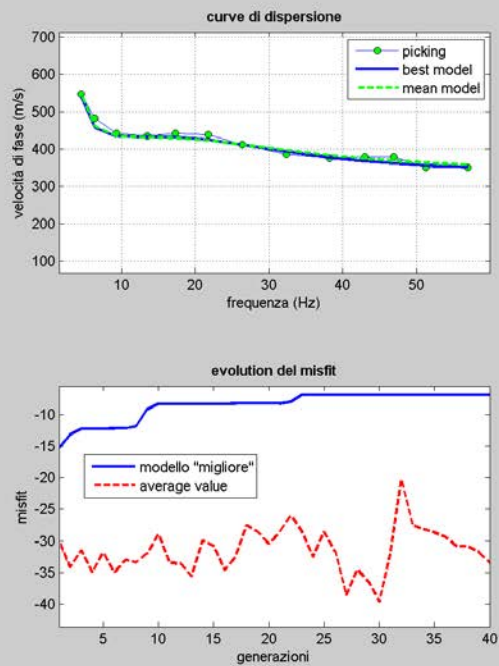 curve di dispersione
700
600
500
400
300
200
100
velocità di fase (m/s)
picking
best model
mean model
10
20
30
40
50
frequenza (Hz)
evolution del misfit
-10
-15
-20
-25
-30
-35
-40
misfit
modello "migliore"
average value
5
10
15
20
25
30
35
40
generazioni